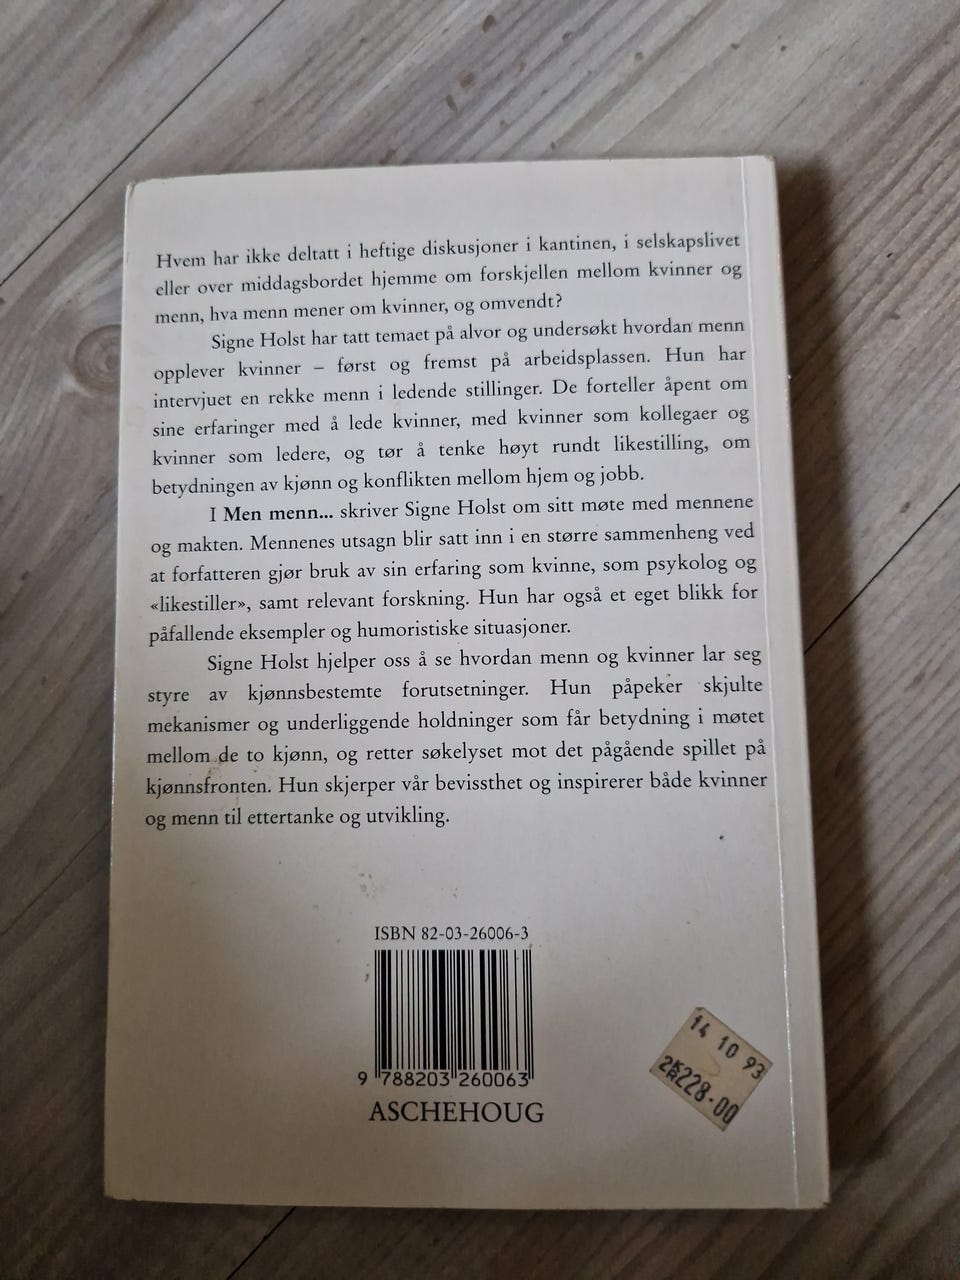 Hvem har ikke deltatt i heftige diskusjoner i kantinen, i selskapslivet
eller over middagsbordet hjemme om forskjellen mellom kvinner og
menn, hva menn mener om kvinner, og omvendt?
Signe Holst har tatt temaet på alvor og undersøkt hvordan menn
opplever kvinner – først og fremst på arbeidsplassen. Hun har
intervjuet en rekke menn i ledende stillinger. De forteller åpent om
sine erfaringer med å lede kvinner, med kvinner som kollegaer og
kvinner som ledere, og tør å tenke høyt rundt likestilling, om
betydningen av kjønn og konflikten mellom hjem og jobb.
I Men menn... skriver Signe Holst om sitt møte med mennene
og makten. Mennenes utsagn blir satt inn i en større sammenheng ved
at forfatteren gjør bruk av sin erfaring som kvinne, som psykolog og
«likestiller», samt relevant forskning. Hun har også et eget blikk for
påfallende eksempler og humoristiske situasjoner.
Signe Holst hjelper oss å se hvordan menn og kvinner lar seg
styre av kjønnsbestemte forutsetninger. Hun påpeker skjulte
mekanismer og underliggende holdninger som får betydning i møtet
mellom de to kjønn, og retter søkelyset mot det pågående spillet på
kjønnsfronten. Hun skjerper vår bevissthet og inspirerer både kvinner
og menn til ettertanke og utvikling.
ISBN 82-03-26006-3
9 788203 260063
ASCHEHOUG
14 10 93
228-00